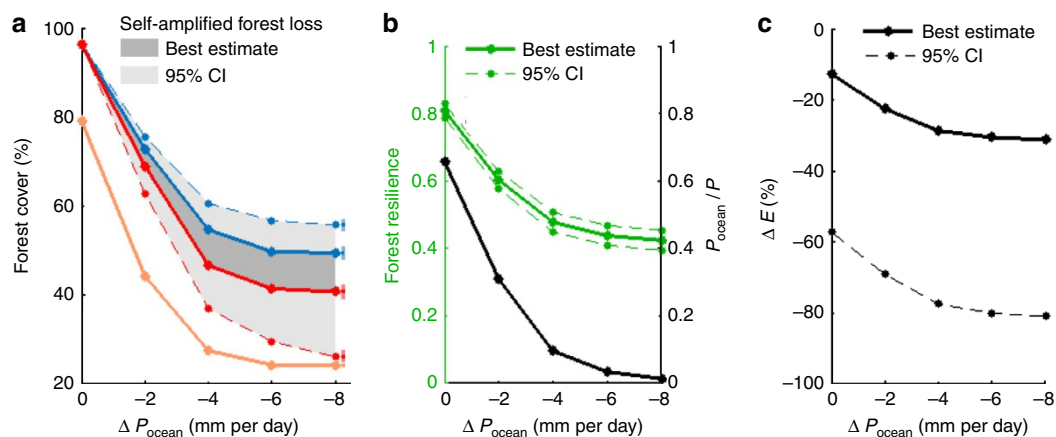 a
Self-amplified forest loss
Best estimate
95% CI
Forest cover (%)
100
80
60
40
20
0 −2 −4 −6 −8
Δ Pocean (mm per day)
b
Best estimate
95% CI
Forest resilience
1
0.8
0.6
0.4
0.2
0
1
0.8
0.6
0.4
0.2
0
Pocean / P
0 −2 −4 −6 −8
Δ Pocean (mm per day)
c
Best estimate
95% CI
Δ E (%)
0
−20
−40
−60
−80
−100
0 −2 −4 −6 −8
Δ Pocean (mm per day)